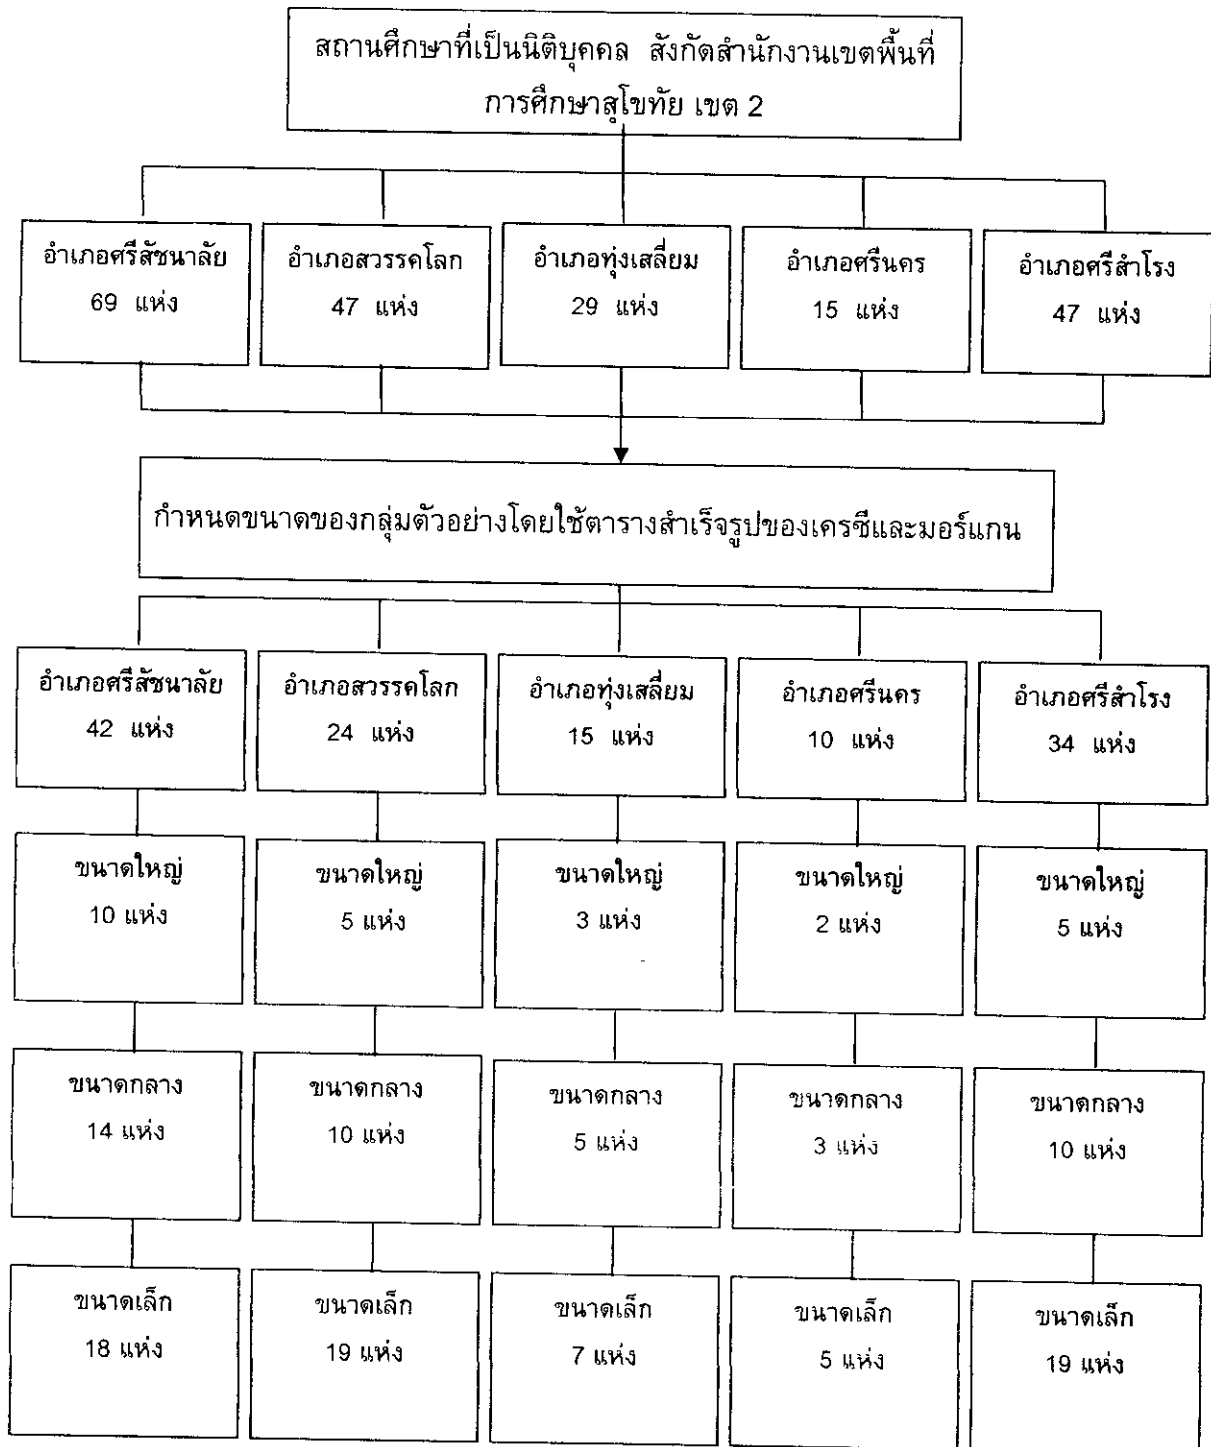 สถานศึกษาที่เป็นนิติบุคคล สังกัดสำนักงานเขตพื้นที่
การศึกษาสุโขทัย เขต 2
อำเภอศรีสัชนาลัย
69 แห่ง
อำเภอสวรรคโลก
47 แห่ง
อำเภอทุ่งเสลี่ยม
29 แห่ง
อำเภอศรีนคร
15 แห่ง
อำเภอศรีสำโรง
47 แห่ง
กำหนดขนาดของกลุ่มตัวอย่างโดยใช้ตารางสำเร็จรูปของเครซีและมอร์แกน
อำเภอศรีสัชนาลัย
42 แห่ง
อำเภอสวรรคโลก
24 แห่ง
อำเภอทุ่งเสลี่ยม
15 แห่ง
อำเภอศรีนคร
10 แห่ง
อำเภอศรีสำโรง
34 แห่ง
ขนาดใหญ่
10 แห่ง
ขนาดใหญ่
5 แห่ง
ขนาดใหญ่
3 แห่ง
ขนาดใหญ่
2 แห่ง
ขนาดใหญ่
5 แห่ง
ขนาดกลาง
14 แห่ง
ขนาดกลาง
10 แห่ง
ขนาดกลาง
5 แห่ง
ขนาดกลาง
3 แห่ง
ขนาดกลาง
10 แห่ง
ขนาดเล็ก
18 แห่ง
ขนาดเล็ก
19 แห่ง
ขนาดเล็ก
7 แห่ง
ขนาดเล็ก
5 แห่ง
ขนาดเล็ก
19 แห่ง